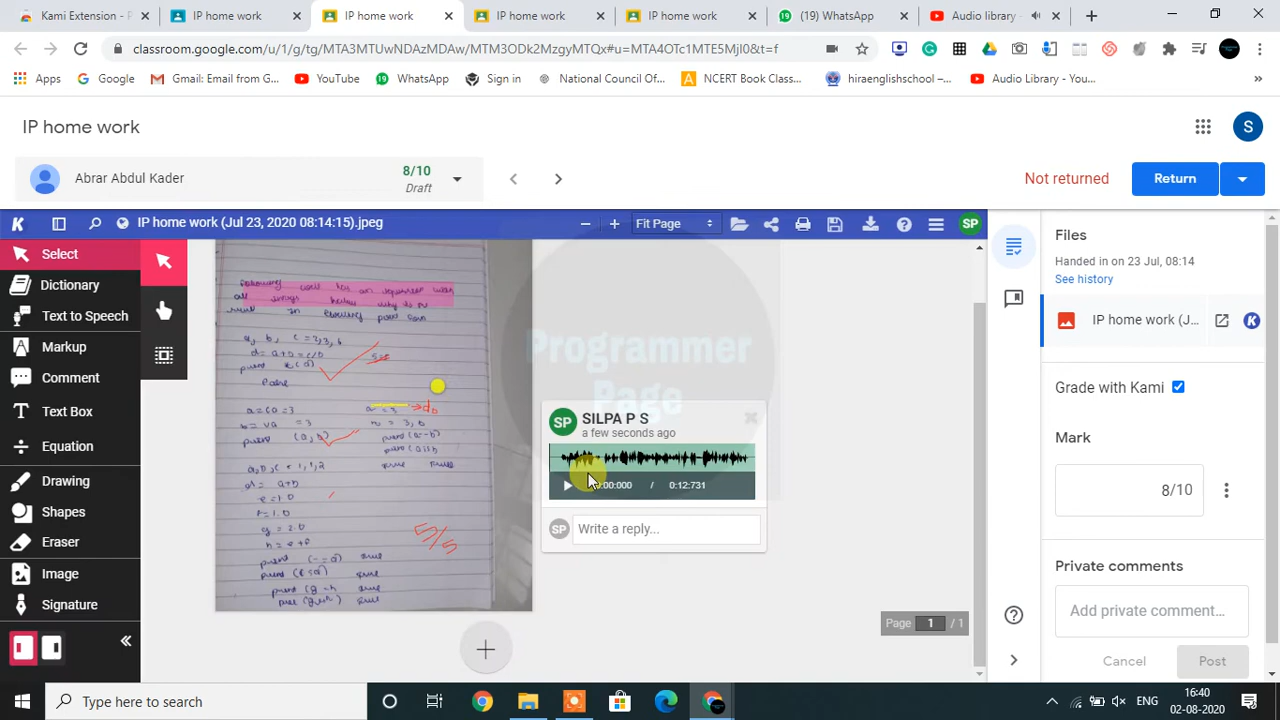 Kami Extension -
IP home work
IP home work
IP home work
IP home work
(19) WhatsApp
Audio library -
classroom.google.com/u/1/g/tg/MTA3MTUwNDAzMDAw/MTM3ODk2MzgyMTQx#u=MTA4OTc1MTE5MjI0&t=f
Apps
Google
Gmail: Email from G...
YouTube
WhatsApp
Sign in
National Council Of...
NCERT Book Class...
hiraenglishschool –...
Audio Library - You...
IP home work
S
Abrar Abdul Kader
8/10
Draft
Not returned
Return
K
IP home work (Jul 23, 2020 08:14:15).jpeg
Fit Page
SP
Select
Dictionary
Text to Speech
Markup
Comment
Text Box
Equation
Drawing
Shapes
Eraser
Image
Signature
Programmer
Page
SP
SILPA P S
a few seconds ago
0:12:731
SP
Write a reply...
Page 1 / 1
Files
Handed in on 23 Jul, 08:14
See history
IP home work (J...
K
Grade with Kami
Mark
8/10
Private comments
Add private comment...
Cancel
Post
Type here to search
ENG
16:40
02-08-2020